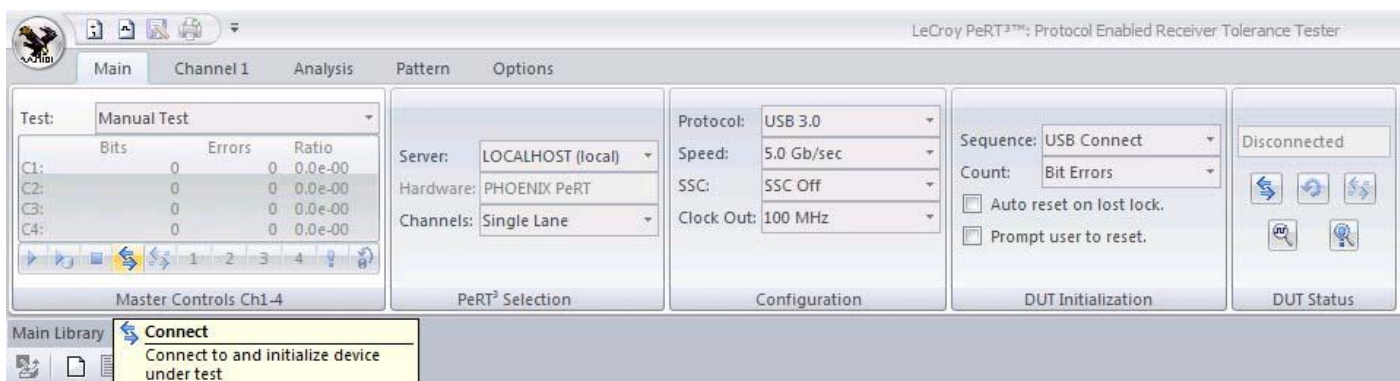 LeCroy PeRT³™: Protocol Enabled Receiver Tolerance Tester
Main Channel 1 Analysis Pattern Options
Test: Manual Test
Bits Errors Ratio
C1: 0 0 0.0e-00
C2: 0 0 0.0e-00
C3: 0 0 0.0e-00
C4: 0 0 0.0e-00
1 2 3 4
Master Controls Ch1-4
Server: LOCALHOST (local)
Hardware: PHOENIX PeRT
Channels: Single Lane
PeRT³ Selection
Protocol: USB 3.0
Speed: 5.0 Gb/sec
SSC: SSC Off
Clock Out: 100 MHz
Configuration
Sequence: USB Connect
Count: Bit Errors
Auto reset on lost lock.
Prompt user to reset.
DUT Initialization
Disconnected
DUT Status
Main Library
Connect
Connect to and initialize device
under test